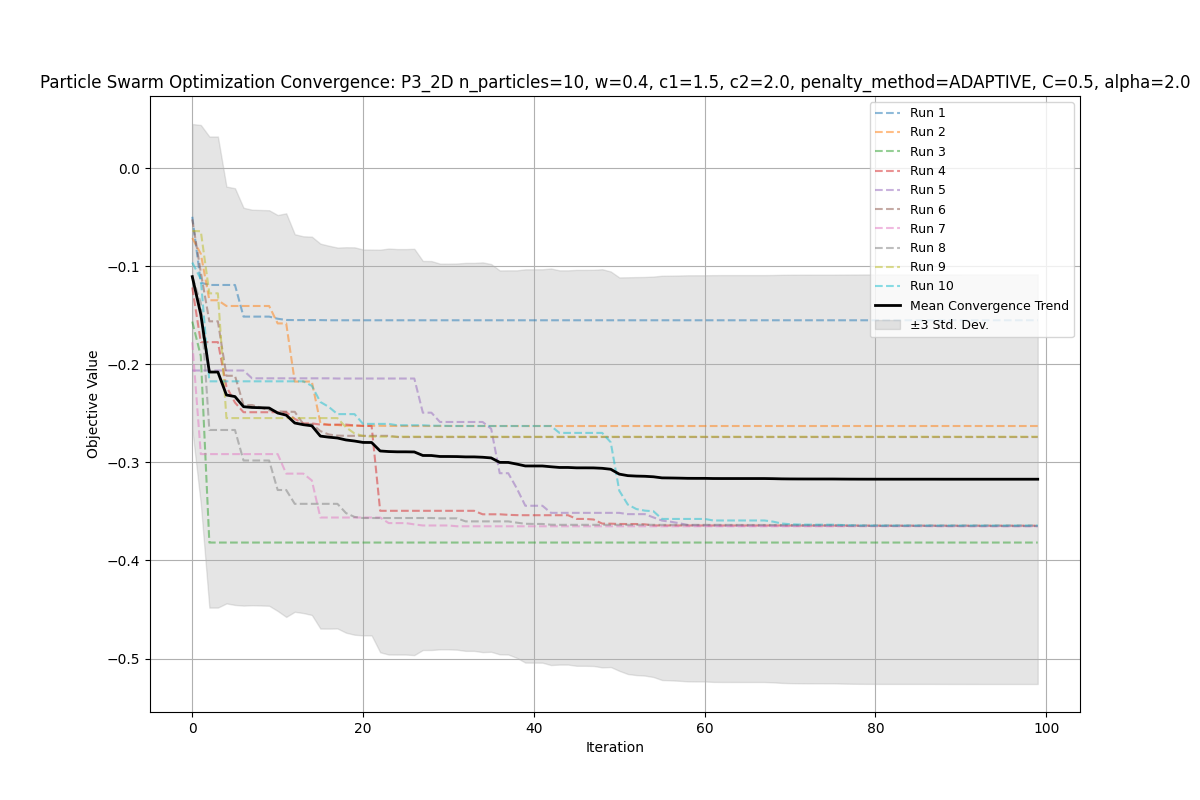 Particle Swarm Optimization Convergence: P3_2D n_particles=10, w=0.4, c1=1.5, c2=2.0, penalty_method=ADAPTIVE, C=0.5, alpha=2.0
Run 1
Run 2
Run 3
Run 4
Run 5
Run 6
Run 7
Run 8
Run 9
Run 10
Mean Convergence Trend
±3 Std. Dev.
Objective Value
0.0
−0.1
−0.2
−0.3
−0.4
−0.5
0 20 40 60 80 100
Iteration